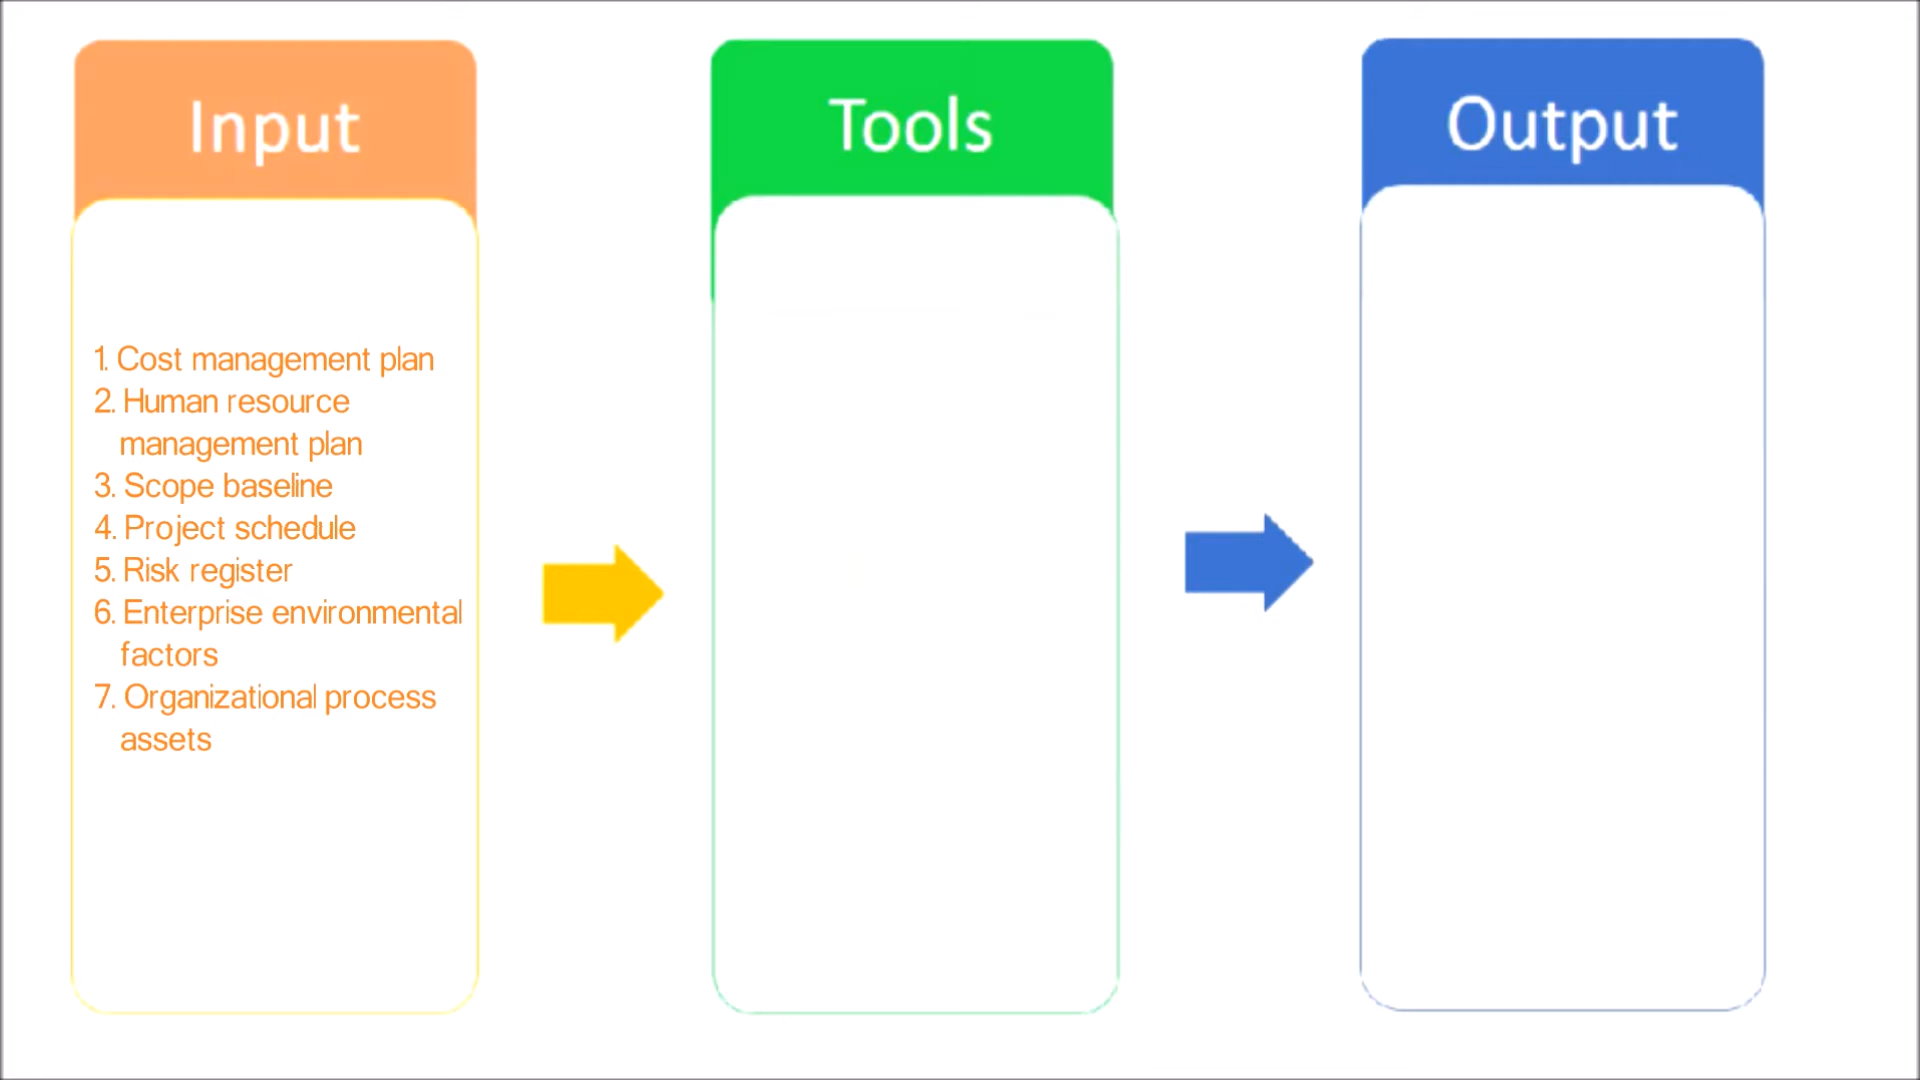 Input
1. Cost management plan
2. Human resource
management plan
3. Scope baseline
4. Project schedule
5. Risk register
6. Enterprise environmental
factors
7. Organizational process
assets
Tools
Output